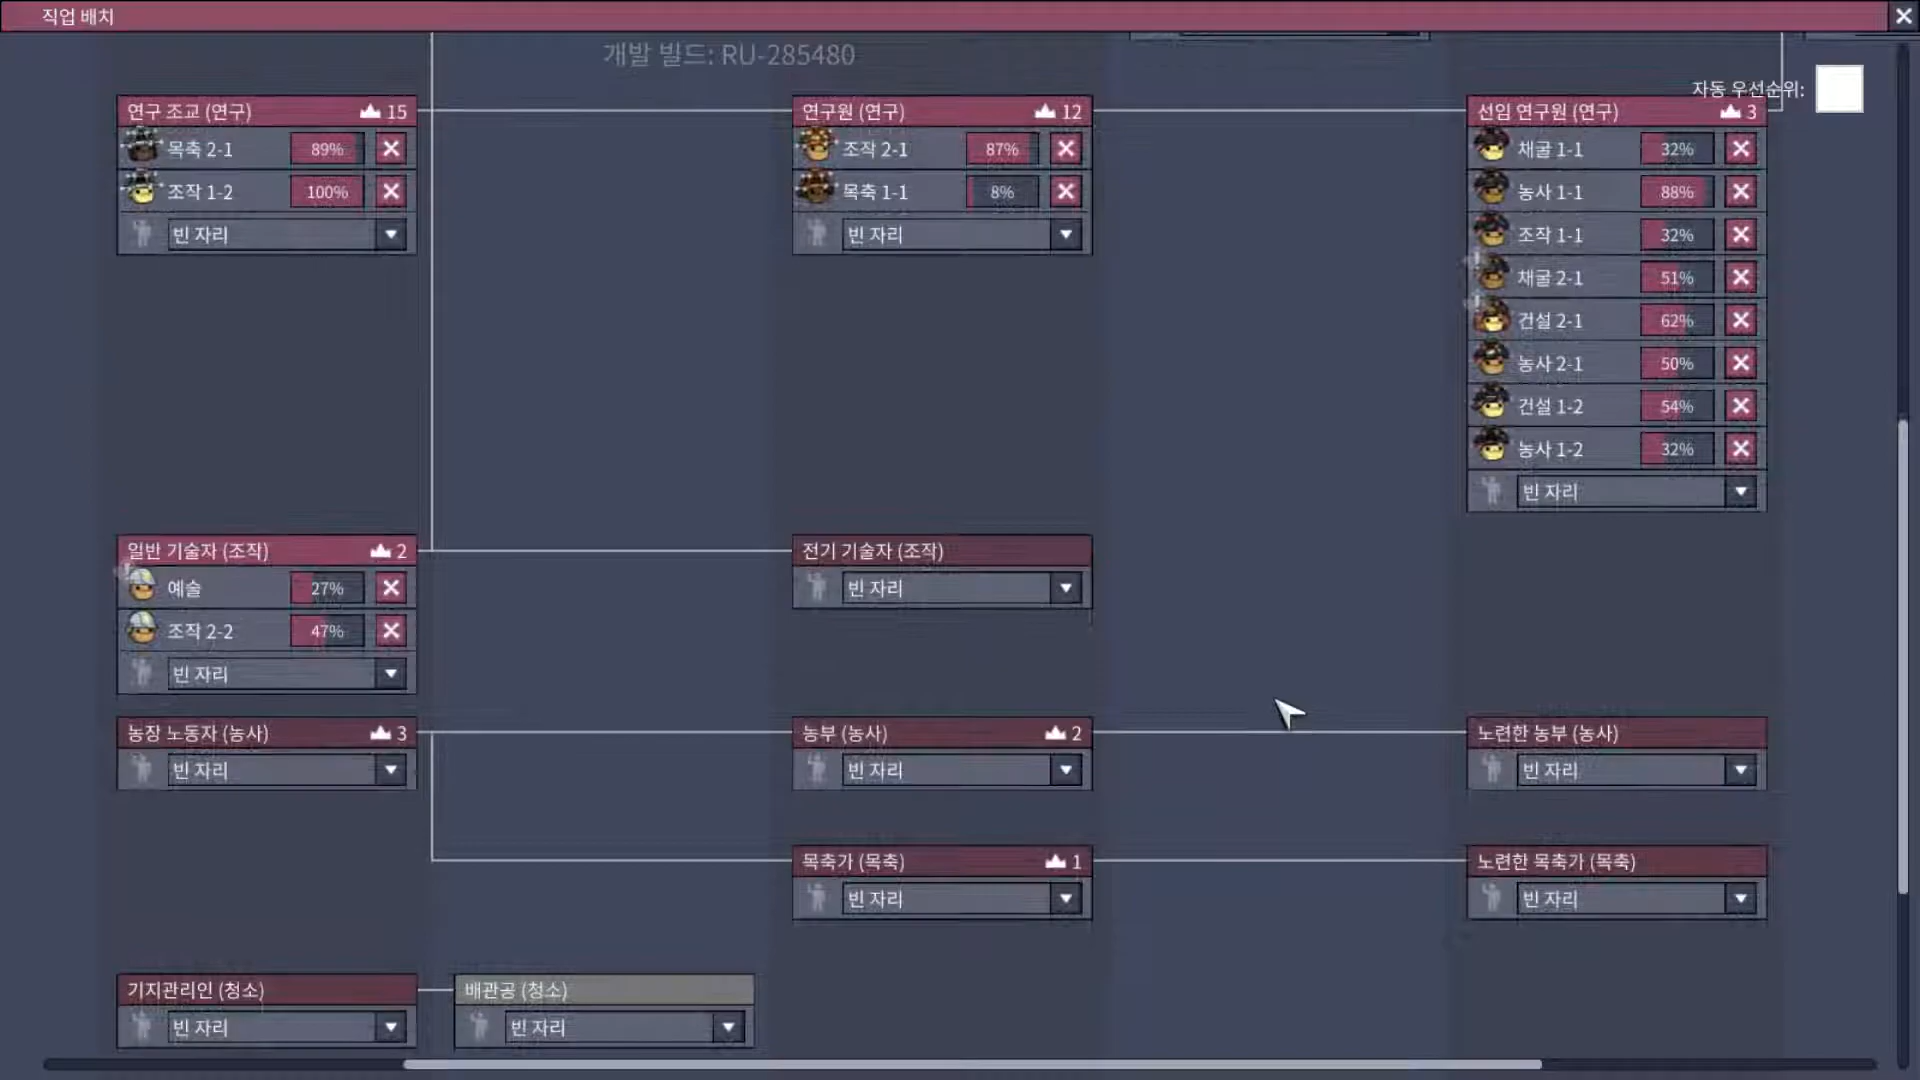 직업 배치
개발 빌드: RU-285480
자동 우선순위:
연구 조교 (연구) 15
목축 2-1 89%
조작 1-2 100%
빈 자리
연구원 (연구) 12
조작 2-1 87%
목축 1-1 8%
빈 자리
선임 연구원 (연구) 3
채굴 1-1 32%
농사 1-1 88%
조작 1-1 32%
채굴 2-1 51%
건설 2-1 62%
농사 2-1 50%
건설 1-2 54%
농사 1-2 32%
빈 자리
일반 기술자 (조작) 2
예술 27%
조작 2-2 47%
빈 자리
전기 기술자 (조작)
빈 자리
농장 노동자 (농사) 3
빈 자리
농부 (농사) 2
빈 자리
노련한 농부 (농사)
빈 자리
목축가 (목축) 1
빈 자리
노련한 목축가 (목축)
빈 자리
기지관리인 (청소)
빈 자리
배관공 (청소)
빈 자리